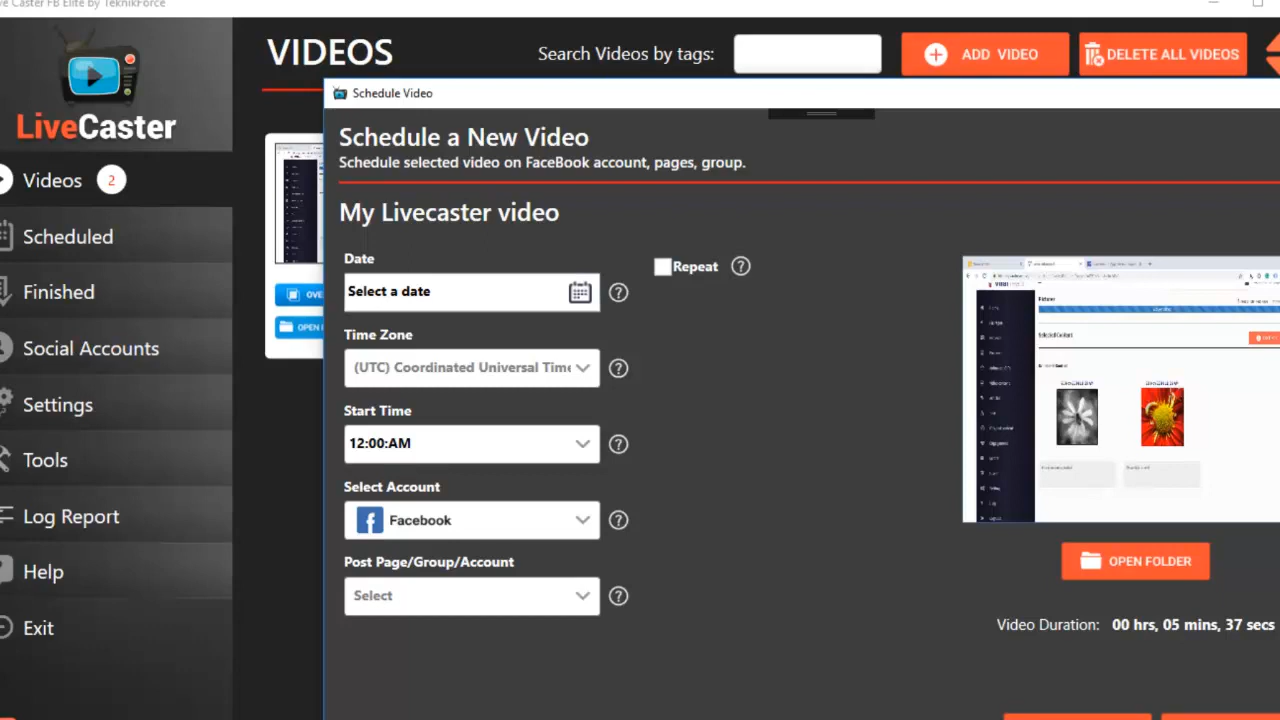 ve Caster FB Elite by TeknikForce
LiveCaster
Videos 2
Scheduled
Finished
Social Accounts
Settings
Tools
Log Report
Help
Exit
VIDEOS
Search Videos by tags:
ADD VIDEO
DELETE ALL VIDEOS
OVE
OPEN
Schedule Video
Schedule a New Video
Schedule selected video on FaceBook account, pages, group.
My Livecaster video
Date
Select a date
Repeat
Time Zone
(UTC) Coordinated Universal Time
Start Time
12:00:AM
Select Account
Facebook
Post Page/Group/Account
Select
OPEN FOLDER
Video Duration: 00 hrs, 05 mins, 37 secs